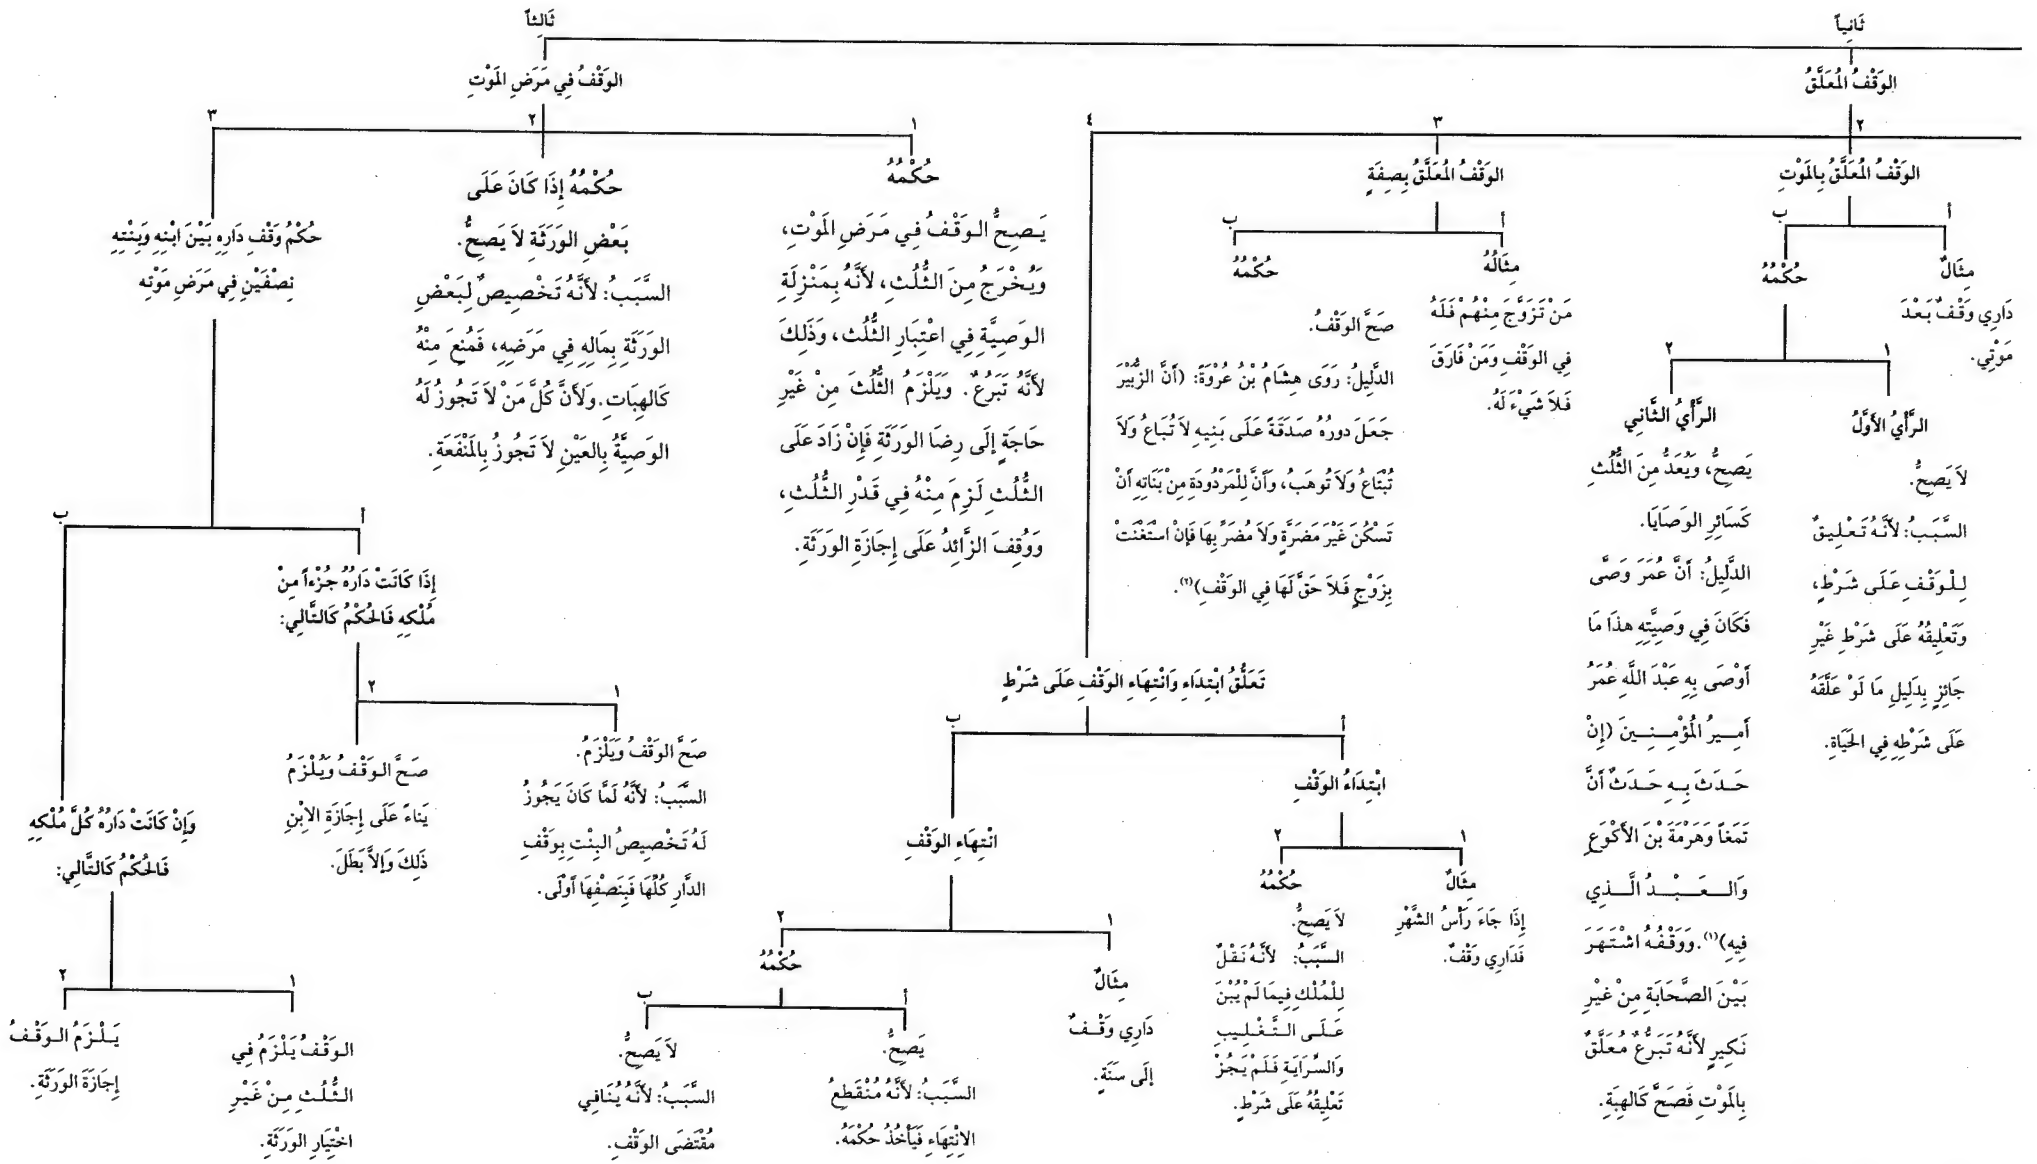 ثَانِياً
الوَقْفُ المُعَلَّقُ
٢
الوَقْفُ المُعَلَّقُ بِالمَوْتِ
أ
مِثَالٌ
دَارِي وَقْفٌ بَعْدَ
مَوْتِي.
ب
حُكْمُهُ
١
الرَّأْيُ الأَوَّلُ
لاَ يَصِحُّ.
السَّبَبُ: لأَنَّهُ تَعْلِيقٌ
لِلْوَقْفِ عَلَى شَرْطٍ،
وَتَعْلِيقُهُ عَلَى شَرْطٍ غَيْرِ
جَائِزٍ بِدَلِيلِ مَا لَوْ عَلَّقَهُ
عَلَى شَرْطِهِ فِي الحَيَاةِ.
٢
الرَّأْيُ الثَّانِي
يَصِحُّ، وَيُعَدُّ مِنَ الثُّلُثِ
كَسَائِرِ الوَصَايَا.
الدَّلِيلُ: أَنَّ عُمَرَ وَصَّى
فَكَانَ فِي وَصِيَّتِهِ هذَا مَا
أَوْصَى بِهِ عَبْدَ اللَّهِ عُمَرُ
أَمِيرُ المُؤْمِنِينَ (إِنْ
حَدَثَ بِهِ حَدَثٌ أَنَّ
تَمَغاً وَهَرْمَةَ بْنَ الأَكْوَعِ
وَالعَبْدُ الَّذِي
فِيهِ)(١). وَوَقْفُهُ اشْتَهَرَ
بَيْنَ الصَّحَابَةِ مِنْ غَيْرِ
نَكِيرٍ لأَنَّهُ تَبَرُّعٌ مُعَلَّقٌ
بِالمَوْتِ فَصَحَّ كَالهِبَةِ.
٣
الوَقْفُ المُعَلَّقُ بِصِفَةٍ
أ
مِثَالُهُ
مَنْ تَزَوَّجَ مِنْهُمْ فَلَهُ
فِي الوَقْفِ وَمَنْ فَارَقَ
فَلاَ شَيْءَ لَهُ.
ب
حُكْمُهُ
صَحَّ الوَقْفُ.
الدَّلِيلُ: رَوَى هِشَامُ بْنُ عُرْوَةَ: (أَنَّ الزُّبَيْرَ
جَعَلَ دورُهُ صَدَقَةً عَلَى بَنِيهِ لاَ تُبَاعُ وَلاَ
تُبْتَاعُ وَلاَ تُوهَبُ، وَأَنَّ لِلْمَرْدُودَةِ مِنْ بَنَاتِهِ أَنْ
تَسْكُنَ غَيْرَ مَضَرَّةٍ وَلاَ مُضَرٍّ بِهَا فَإِنْ اسْتَغْنَتْ
بِزَوْجٍ فَلاَ حَقَّ لَهَا فِي الوَقْفِ)(٢).
٤
تَعَلُّقُ ابْتِدَاءِ وَانْتِهَاءِ الوَقْفِ عَلَى شَرْطٍ
أ
ابْتِدَاءُ الوَقْفِ
١
مِثَالٌ
إِذَا جَاءَ رَأْسُ الشَّهْرِ
فَدَارِي وَقْفٌ.
٢
حُكْمُهُ
لاَ يَصِحُّ.
السَّبَبُ: لأَنَّهُ نَقْلٌ
لِلْمُلْكِ فِيمَا لَمْ يُبْنَ
عَلَى التَّغْلِيبِ
وَالسِّرَايَةِ فَلَمْ يَجُزْ
تَعْلِيقُهُ عَلَى شَرْطٍ.
ب
انْتِهَاءِ الوَقْفِ
١
مِثَالٌ
دَارِي وَقْفٌ
إِلَى سَنَةٍ.
٢
حُكْمُهُ
أ
يَصِحُّ.
السَّبَبُ: لأَنَّهُ مُنْقَطِعُ
الاِنْتِهَاءِ فَيَأْخُذُ حُكْمَهُ.
ب
لاَ يَصِحُّ.
السَّبَبُ: لأَنَّهُ يُنَافِي
مُقْتَضَى الوَقْفِ.
ثَالِثاً
الوَقْفُ فِي مَرَضِ المَوْتِ
١
حُكْمُهُ
يَصِحُّ الوَقْفُ فِي مَرَضِ المَوْتِ،
وَيُخْرَجُ مِنَ الثُّلُثِ، لأَنَّهُ بِمَنْزِلَةِ
الوَصِيَّةِ فِي اعْتِبَارِ الثُّلُث، وَذَلِكَ
لأَنَّهُ تَبَرُعٌ. وَيَلْزَمُ الثُّلُثَ مِنْ غَيْرِ
حَاجَةٍ إِلَى رِضَا الوَرَثَةِ فَإِنْ زَادَ عَلَى
الثُّلُثِ لَزِمَ مِنْهُ فِي قَدْرِ الثُّلُثِ،
وَوُقِفَ الزَّائِدُ عَلَى إِجَازَةِ الوَرَثَةِ.
٢
حُكْمُهُ إِذَا كَانَ عَلَى
بَعْضِ الوَرَثَةِ لاَ يَصِحُّ.
السَّبَبُ: لأَنَّهُ تَخْصِيصٌ لِبَعْضِ
الوَرَثَةِ بِمَالِهِ فِي مَرَضِهِ، فَمُنِعَ مِنْهُ
كَالهِبَاتِ. وَلأَنَّ كُلَّ مَنْ لاَ تَجُوزُ لَهُ
الوَصِيَّةُ بِالعَيْنِ لاَ تَجُوزُ بِالمَنْفَعَةِ.
٣
حُكْمُ وَقْفِ دَارِهِ بَيْنَ ابْنِهِ وَبِنْتِهِ
نِصْفَيْنِ فِي مَرَضِ مَوْتِه
أ
إِذَا كَانَتْ دَارُهُ جُزْءاً مِنْ
مُلْكِهِ فَالحُكْمُ كَالتَّالِي:
١
صَحَّ الوَقْفُ وَيَلْزَمُ.
السَّبَبُ: لأَنَّهُ لَمَّا كَانَ يَجُوزُ
لَهُ تَخْصِيصُ البِنْتِ بِوَقْفِ
الدَّارِ كُلِّهَا فَبِنَصْفِهَا أَوْلَى.
٢
صَحَّ الوَقْفُ وَيُلْزَمُ
بِنَاءً عَلَى إِجَازَةِ الاِبْنِ
ذَلِكَ وَإِلاَّ بَطَلَ.
ب
وَإِنْ كَانَتْ دَارُهُ كُلَّ مُلْكِهِ
فَالحُكْمُ كَالتَّالِي:
١
الوَقْفُ يَلْزَمُ فِي
الثُّلُثِ مِنْ غَيْرِ
اخْتِيَارِ الوَرَثَةِ.
٢
يَلْزَمُ الوَقْفُ
إِجَازَةَ الوَرَثَةِ.